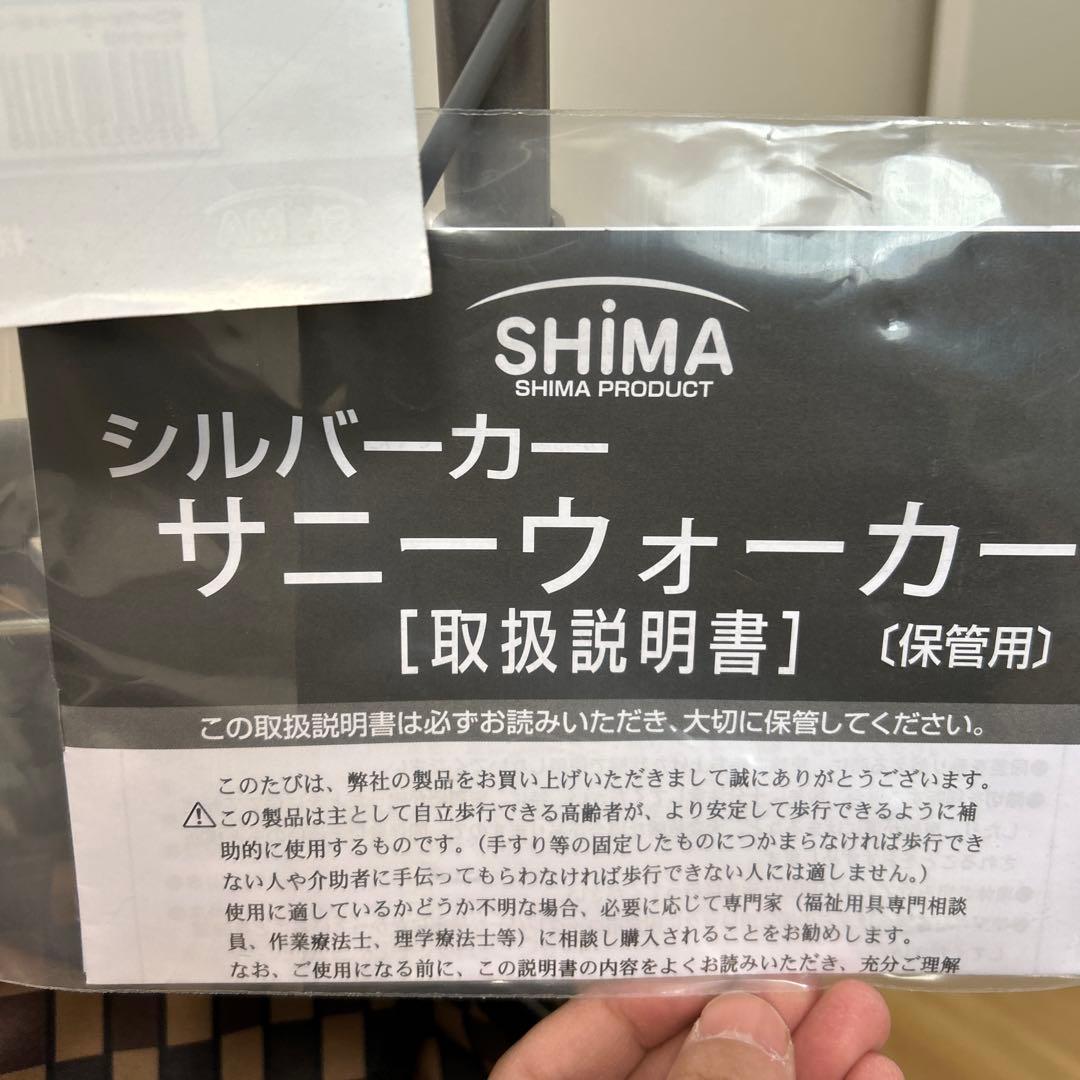 SHiMA
SHIMA PRODUCT
シルバーカー
サニーウォーカー
[取扱説明書] 〔保管用〕
この取扱説明書は必ずお読みいただき、大切に保管してください。
このたびは、弊社の製品をお買い上げいただきまして誠にありがとうございます。
⚠この製品は主として自立歩行できる高齢者が、より安定して歩行できるように補
助的に使用するものです。（手すり等の固定したものにつかまらなければ歩行でき
ない人や介助者に手伝ってもらわなければ歩行できない人には適しません。）
使用に適しているかどうか不明な場合、必要に応じて専門家（福祉用具専門相談
員、作業療法士、理学療法士等）に相談し購入されることをお勧めします。
なお、ご使用になる前に、この説明書の内容をよくお読みいただき、充分ご理解